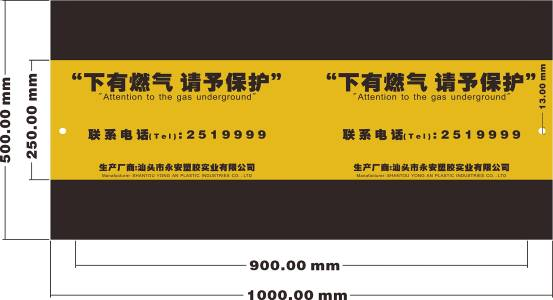 “下有燃气 请予保护” “下有燃气 请予保护”
"Attention to the gas underground" "Attention to the gas underground"
13.00 mm
500.00 mm
250.00 mm
联系电话(Tel):2519999 联系电话(Tel):2519999
生产厂商:汕头市永安塑胶实业有限公司 生产厂商:汕头市永安塑胶实业有限公司
Manufacturer: SHANTOU YONG AN PLASTIC INDUSTRIES CO., LTD Manufacturer: SHANTOU YONG AN PLASTIC INDUSTRIES CO., LTD
900.00 mm
1000.00 mm